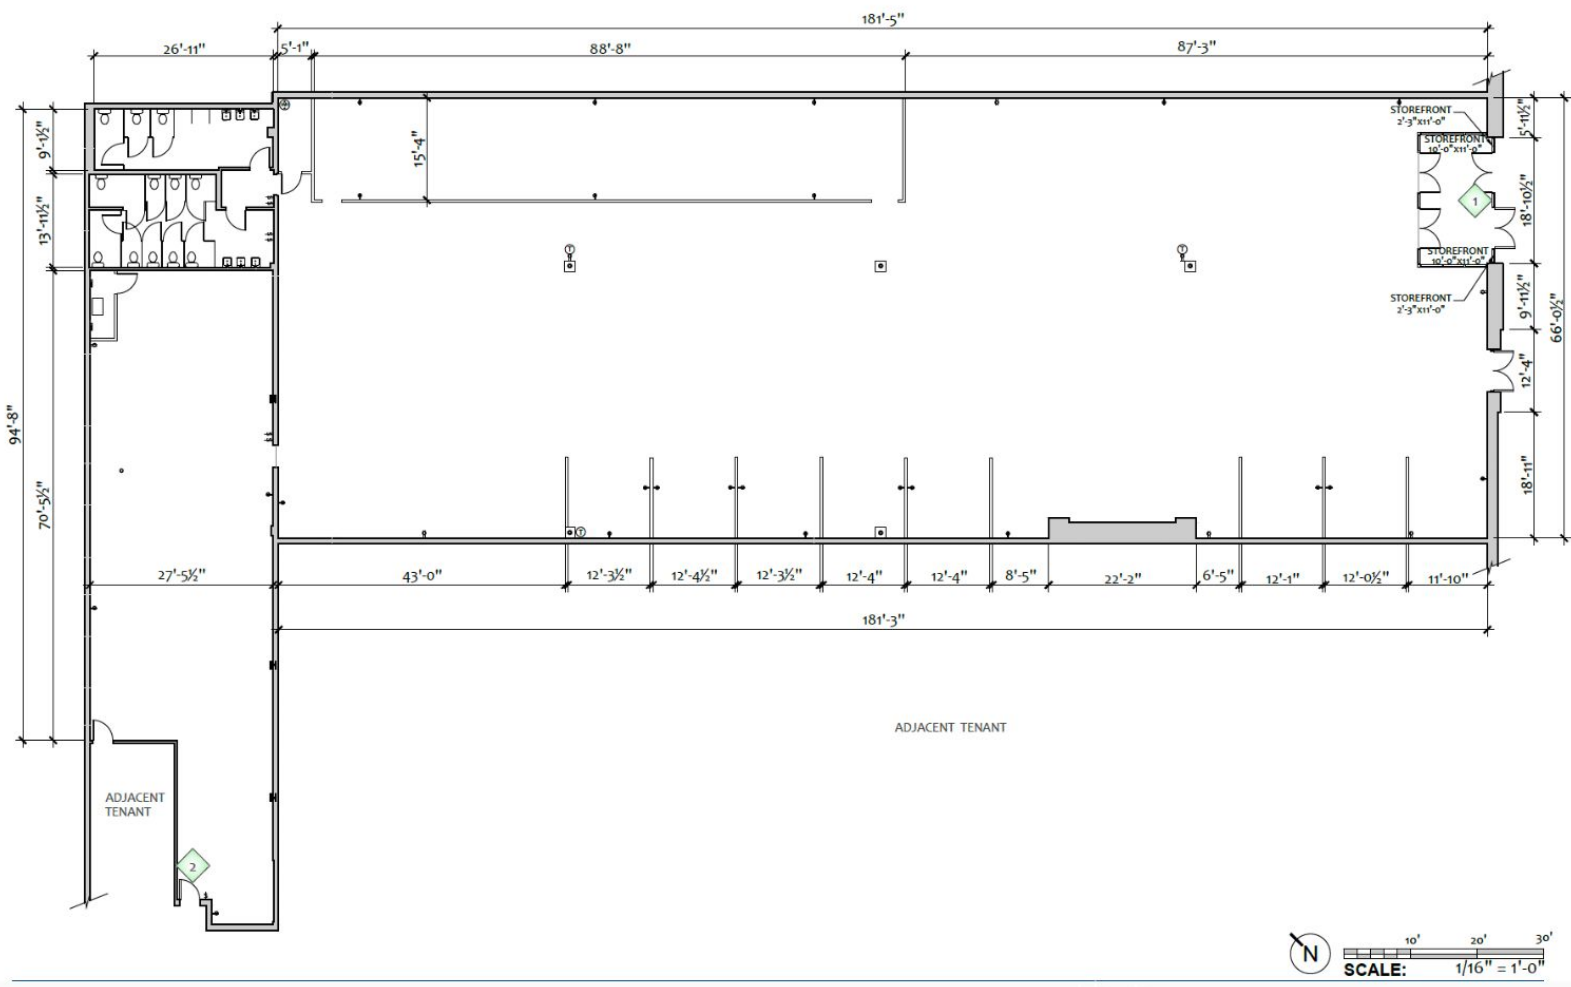 181'-5"
26'-11"
5'-1"
88'-8"
87'-3"
STOREFRONT
2'-3"x11'-0"
5'-11½"
9'-1½"
15'-4"
STOREFRONT
10'-0"x11'-0"
1
18'-10½"
13'-11½"
T
T
STOREFRONT
10'-0"x11'-0"
STOREFRONT
2'-3"x11'-0"
9'-11½"
66'-0½"
12'-4"
94'-8"
70'-5½"
18'-11"
T
27'-5½"
43'-0"
12'-3½"
12'-4½"
12'-3½"
12'-4"
12'-4"
8'-5"
22'-2"
6'-5"
12'-1"
12'-0½"
11'-10"
181'-3"
ADJACENT TENANT
ADJACENT
TENANT
2
N
10'
20'
30'
SCALE:
1/16" = 1'-0"